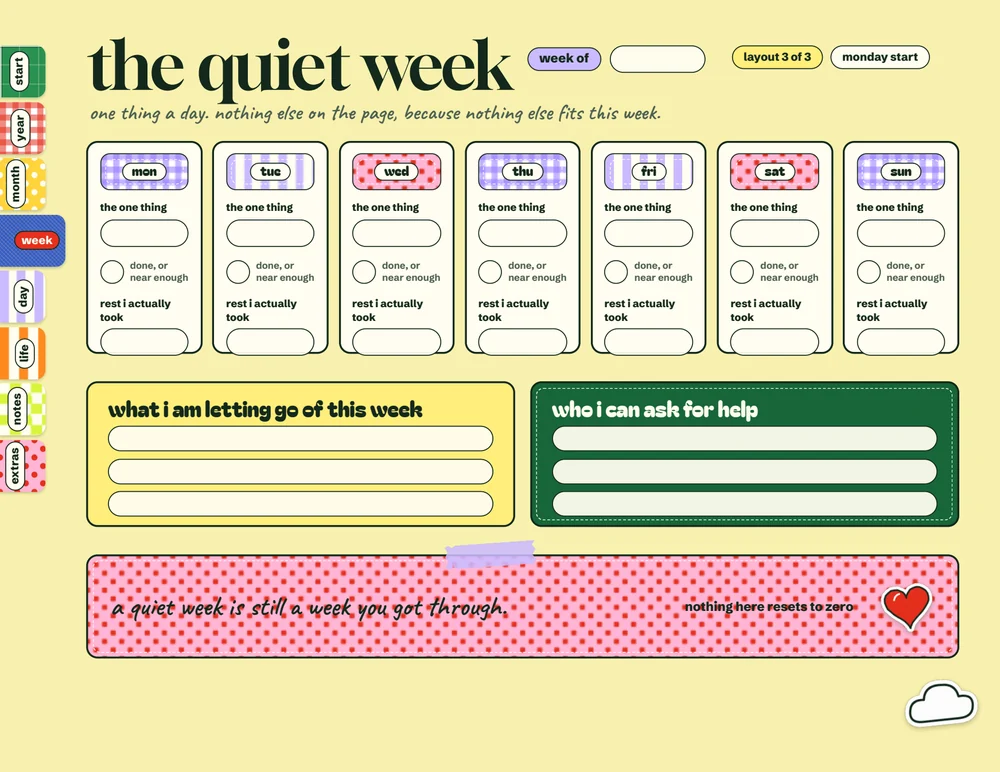 the quiet week
week of
layout 3 of 3
monday start
one thing a day. nothing else on the page, because nothing else fits this week.
start
year
month
week
day
life
notes
extras
mon
the one thing
done, or
near enough
rest i actually
took
tue
the one thing
done, or
near enough
rest i actually
took
wed
the one thing
done, or
near enough
rest i actually
took
thu
the one thing
done, or
near enough
rest i actually
took
fri
the one thing
done, or
near enough
rest i actually
took
sat
the one thing
done, or
near enough
rest i actually
took
sun
the one thing
done, or
near enough
rest i actually
took
what i am letting go of this week
who i can ask for help
a quiet week is still a week you got through.
nothing here resets to zero